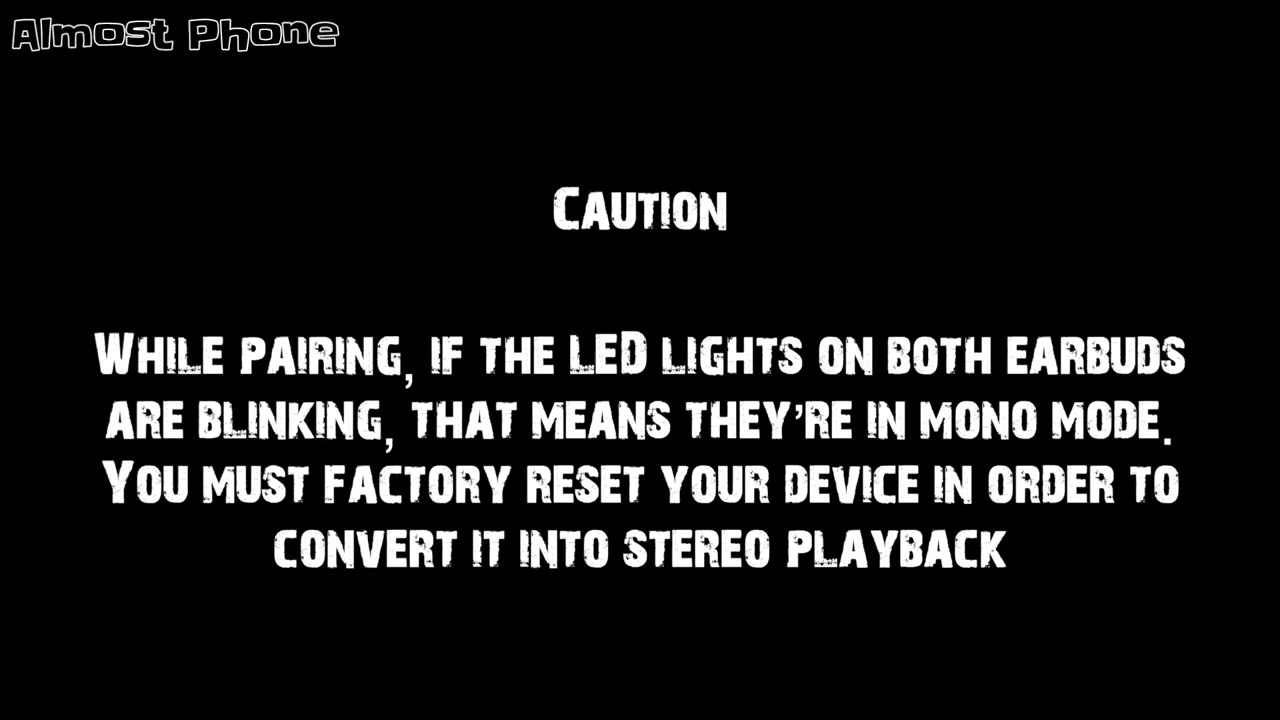 Almost Phone
Caution
While pairing, if the LED lights on both earbuds
are blinking, that means they're in mono mode.
You must factory reset your device in order to
convert it into stereo playback